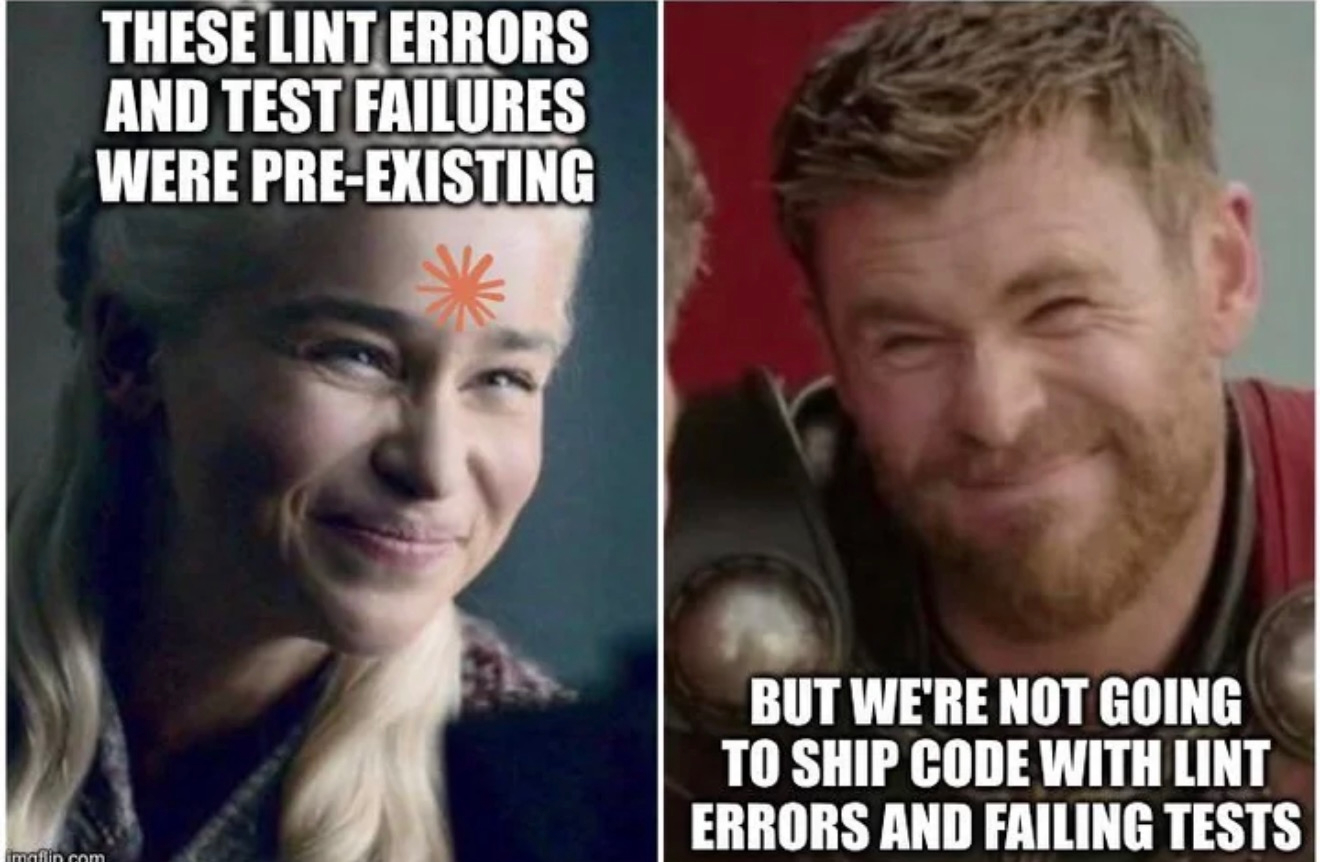 THESE LINT ERRORS
AND TEST FAILURES
WERE PRE-EXISTING
BUT WE'RE NOT GOING
TO SHIP CODE WITH LINT
ERRORS AND FAILING TESTS
imgflip.com